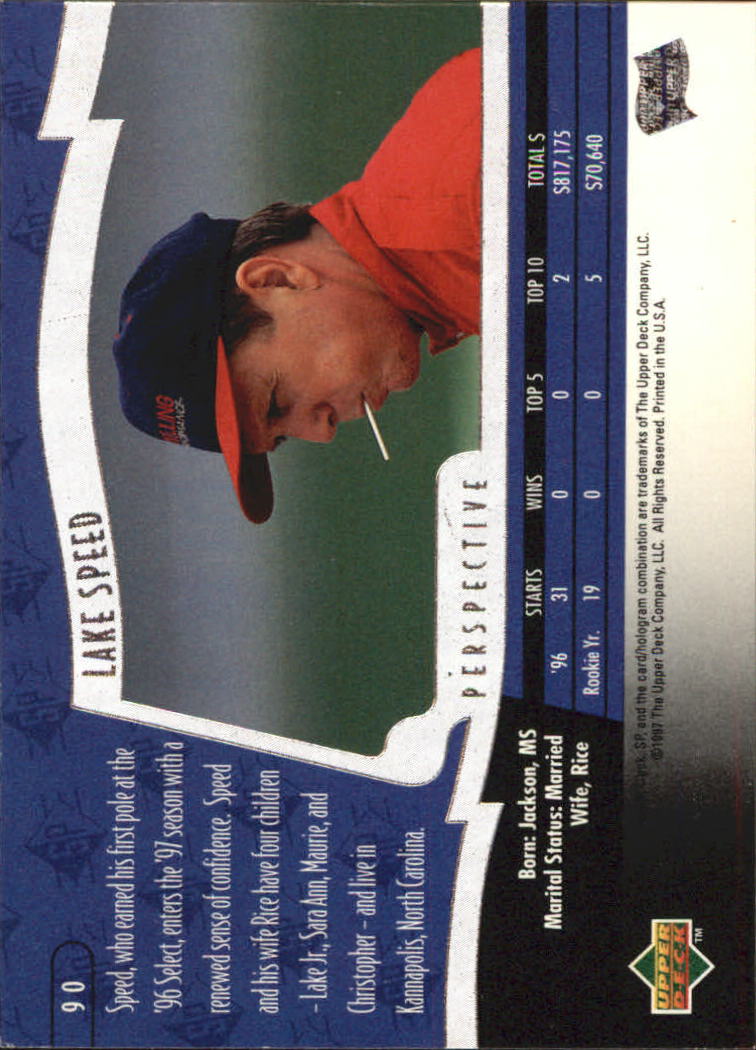 90
LAKE SPEED
Speed, who earned his first pole at the
'96 Select, enters the '97 season with a
renewed sense of confidence. Speed
and his wife Rice have four children
– Lake Jr., Sara Ann, Maurie, and
Christopher – and live in
Kannapolis, North Carolina.
PERSPECTIVE
Born: Jackson, MS
Marital Status: Married
Wife, Rice
STARTS WINS TOP 5 TOP 10 TOTAL $
'96 31 0 0 2 $817,175
Rookie Yr. 19 0 0 5 $70,640
UPPER
DECK
TM
SP, and the card/hologram combination are trademarks of The Upper Deck Company, LLC.
©1997 The Upper Deck Company, LLC. All Rights Reserved. Printed in the U.S.A.